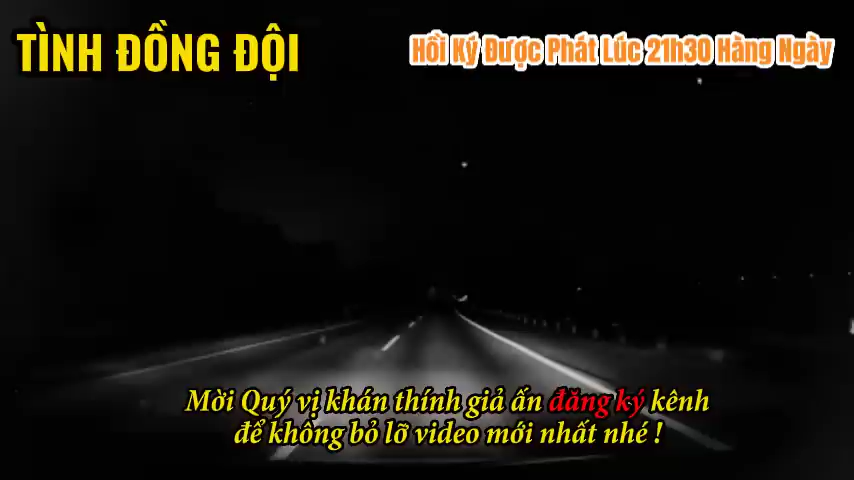 TÌNH ĐỒNG ĐỘI
Hồi Ký Được Phát Lúc 21h30 Hàng Ngày
Mời Quý vị khán thính giả ấn đăng ký kênh
để không bỏ lỡ video mới nhất nhé !